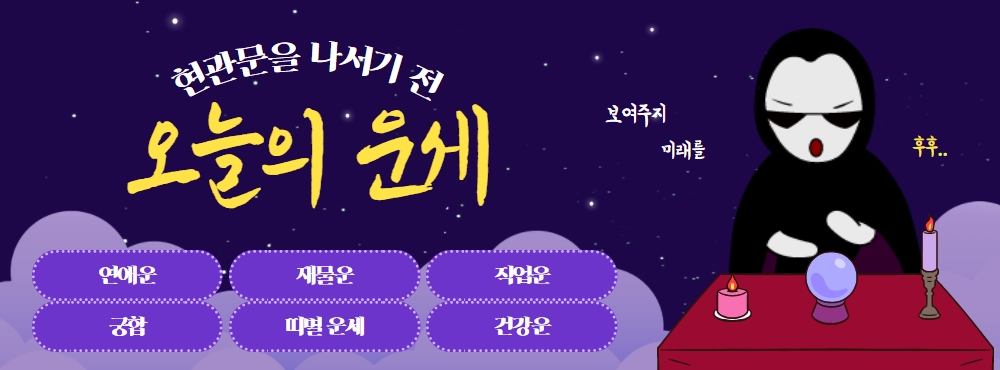 현관문을 나서기 전
오늘의 운세
보여주지
미래를
후후..
연애운
재물운
직업운
궁합
띠별 운세
건강운